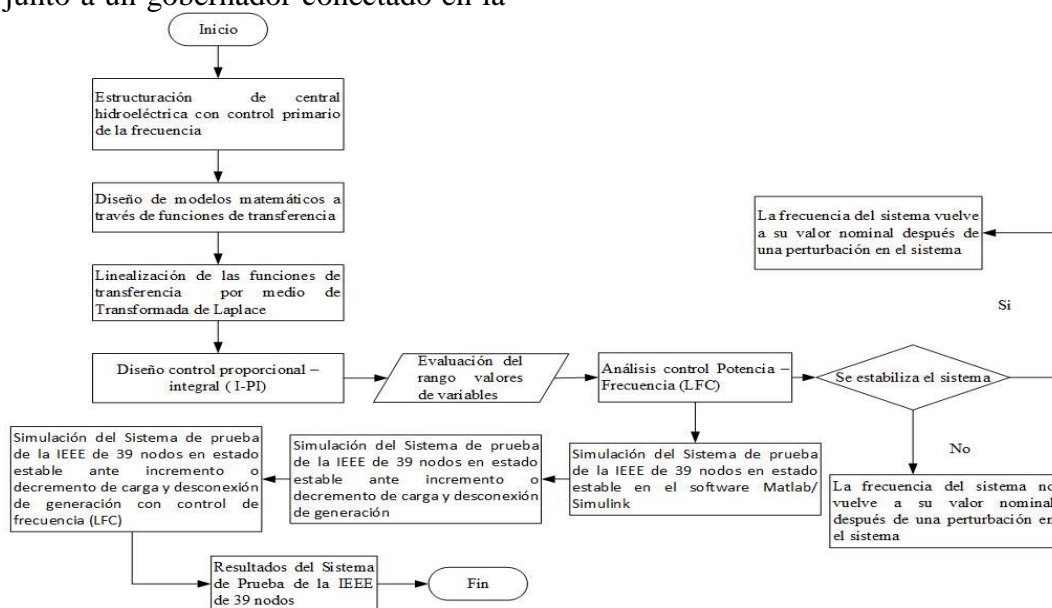 junto a un gobernador conectado en la
Inicio
Estructuración de central
hidroeléctrica con control primario
de la frecuencia
Diseño de modelos matemáticos a
través de funciones de transferencia
Linealización de las funciones de
transferencia por medio de
Transformada de Laplace
Diseño control proporcional –
integral ( I-PI)
Evaluación del
rango valores
de variables
Análisis control Potencia –
Frecuencia (LFC)
Se estabiliza el sistema
Si
La frecuencia del sistema vuelve
a su valor nominal después de
una perturbación en el sistema
No
La frecuencia del sistema no
vuelve a su valor nominal
después de una perturbación en
el sistema
Simulación del Sistema de prueba
de la IEEE de 39 nodos en estado
estable en el software Matlab/
Simulink
Simulación del Sistema de prueba
de la IEEE de 39 nodos en estado
estable ante incremento o
decremento de carga y desconexión
de generación
Simulación del Sistema de prueba
de la IEEE de 39 nodos en estado
estable ante incremento o
decremento de carga y desconexión
de generación con control de
frecuencia (LFC)
Resultados del Sistema
de Prueba de la IEEE
de 39 nodos
Fin